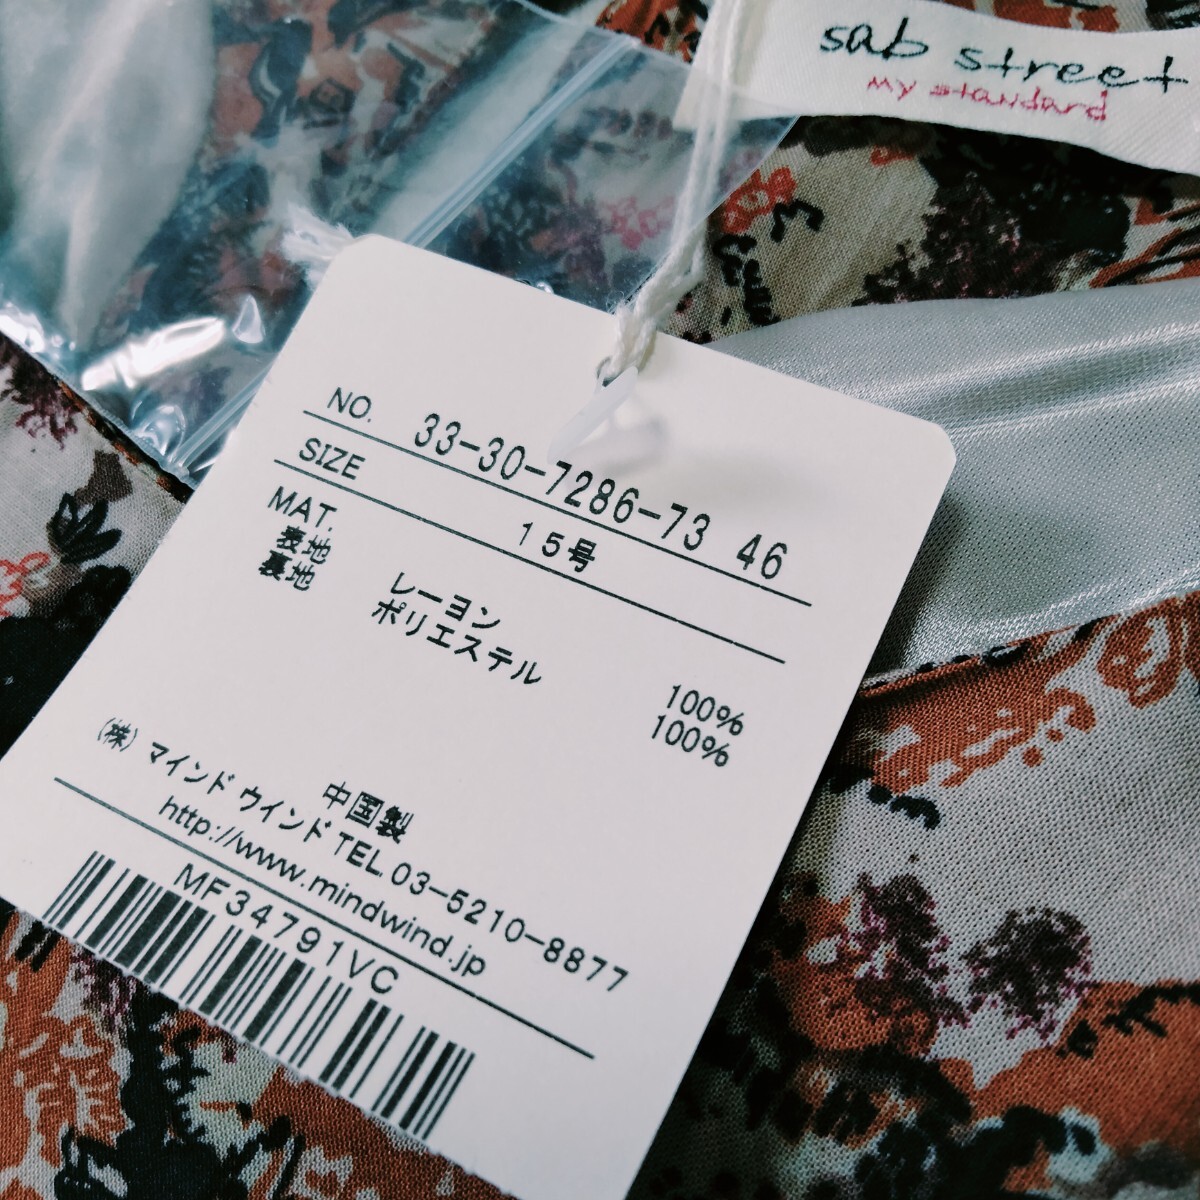 sab street
my standard
NO. 33-30-7286-73 46
SIZE 15号
MAT.
表地 レーヨン 100%
裏地 ポリエステル 100%
中国製
(株) マインドウインド TEL.03-5210-8877
http://www.mindwind.jp
MF34791VC